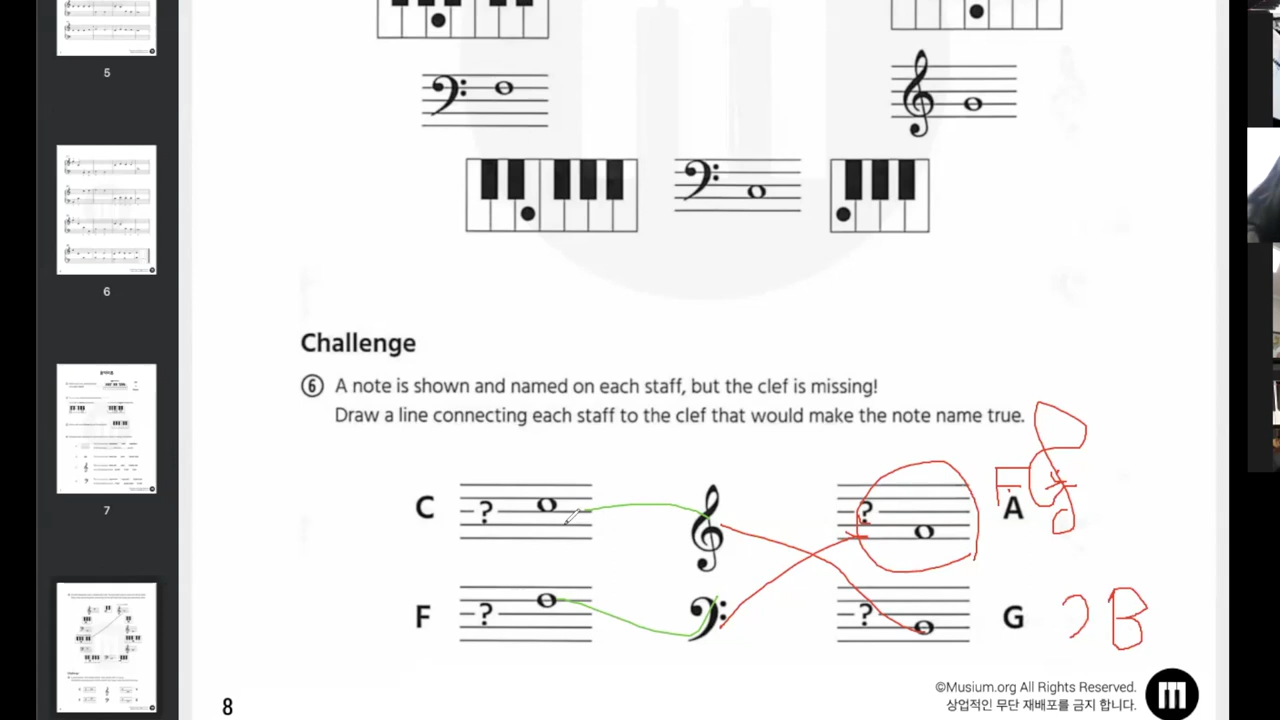 5
6
7
Challenge
⑥ A note is shown and named on each staff, but the clef is missing!
Draw a line connecting each staff to the clef that would make the note name true.
C ? ? A
F ? ? G B
8
©Musium.org All Rights Reserved.
상업적인 무단 재배포를 금지 합니다.
m